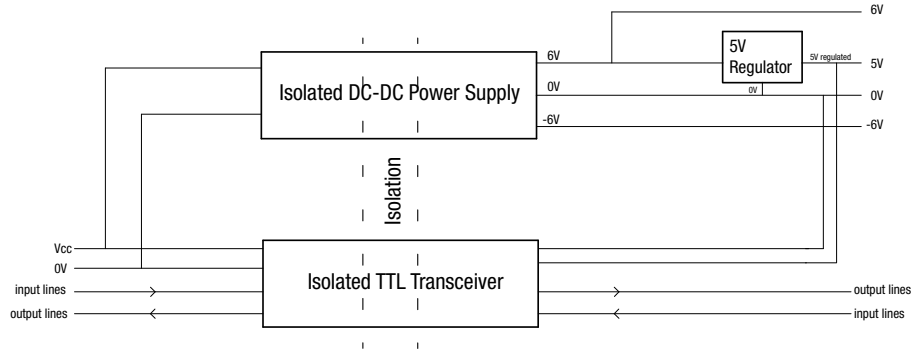 6V
5V
Regulator
5V regulated
5V
6V
Isolated DC-DC Power Supply
0V
0V
0V
-6V
-6V
Isolation
Vcc
0V
Isolated TTL Transceiver
input lines
output lines
output lines
input lines